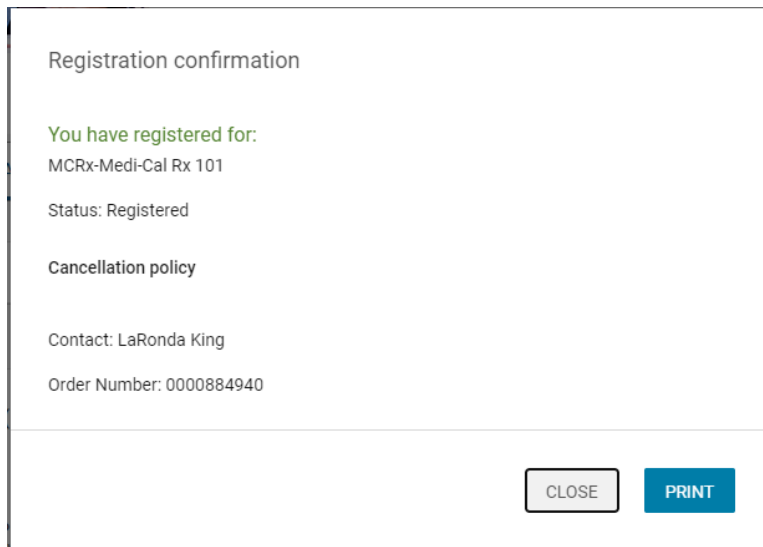 Registration confirmation
You have registered for:
MCRx-Medi-Cal Rx 101
Status: Registered
Cancellation policy
Contact: LaRonda King
Order Number: 0000884940
CLOSE PRINT